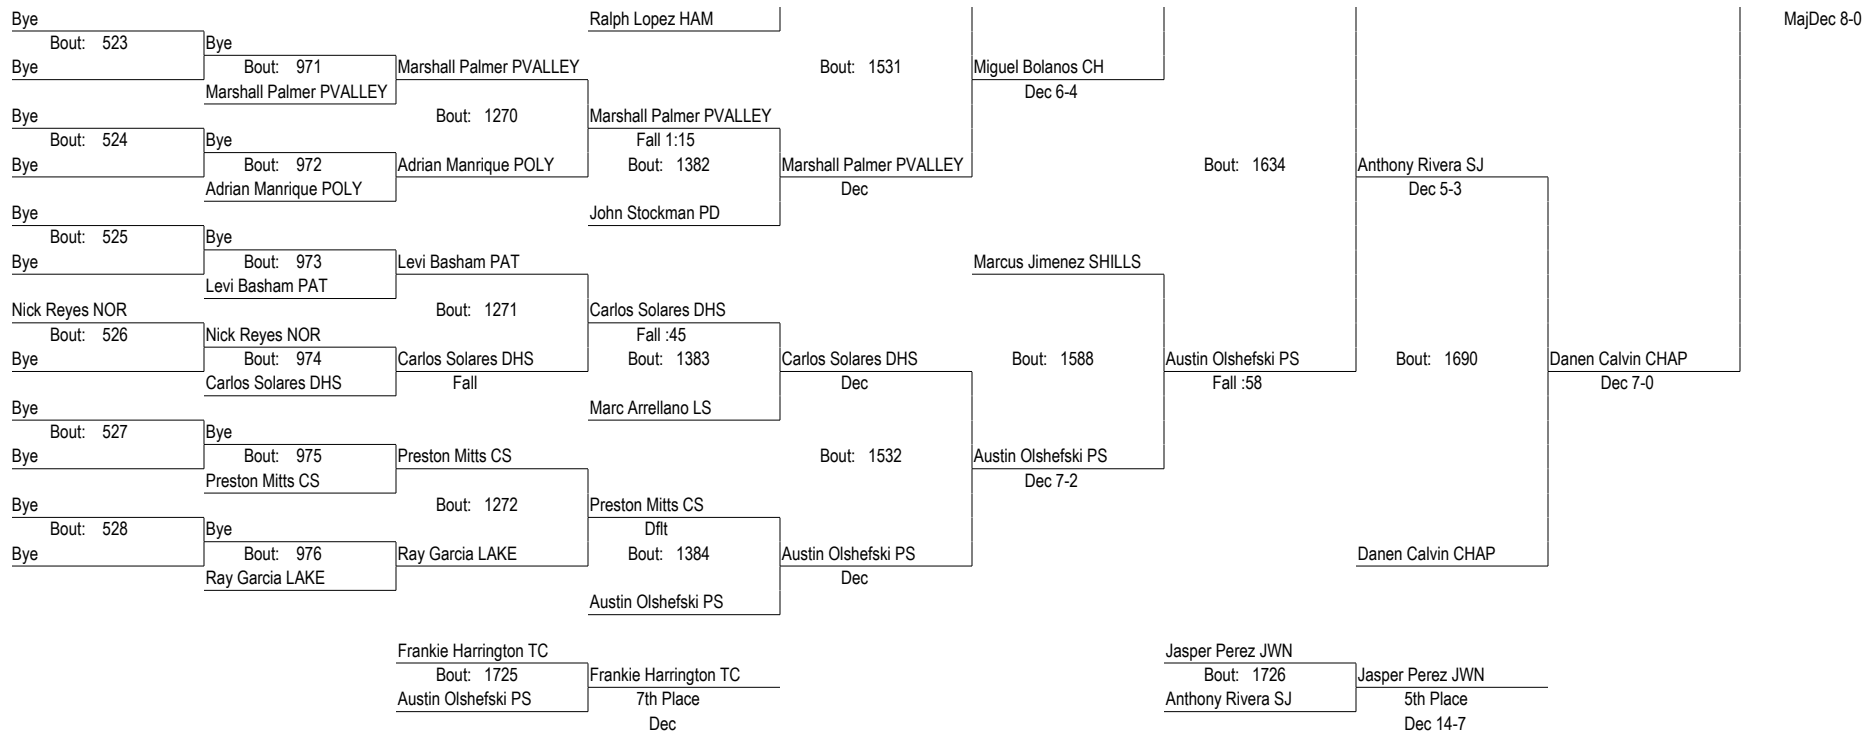 Bye Ralph Lopez HAM MajDec 8-0
Bout: 523 Bye
Bye Bout: 971 Marshall Palmer PVALLEY Bout: 1531 Miguel Bolanos CH
Marshall Palmer PVALLEY Dec 6-4
Bye Bout: 1270 Marshall Palmer PVALLEY
Bout: 524 Bye Fall 1:15
Bye Bout: 972 Adrian Manrique POLY Bout: 1382 Marshall Palmer PVALLEY Bout: 1634 Anthony Rivera SJ
Adrian Manrique POLY Dec Dec 5-3
Bye John Stockman PD
Bout: 525 Bye
Bye Bout: 973 Levi Basham PAT Marcus Jimenez SHILLS
Levi Basham PAT
Nick Reyes NOR Bout: 1271 Carlos Solares DHS
Bout: 526 Nick Reyes NOR Fall :45
Bye Bout: 974 Carlos Solares DHS Bout: 1383 Carlos Solares DHS Bout: 1588 Austin Olshefski PS Bout: 1690 Danen Calvin CHAP
Carlos Solares DHS Fall Dec Fall :58 Dec 7-0
Bye Marc Arrellano LS
Bout: 527 Bye
Bye Bout: 975 Preston Mitts CS Bout: 1532 Austin Olshefski PS
Preston Mitts CS Dec 7-2
Bye Bout: 1272 Preston Mitts CS
Bout: 528 Bye Dflt
Bye Bout: 976 Ray Garcia LAKE Bout: 1384 Austin Olshefski PS Danen Calvin CHAP
Ray Garcia LAKE Dec
Austin Olshefski PS
Frankie Harrington TC Jasper Perez JWN
Bout: 1725 Frankie Harrington TC Bout: 1726 Jasper Perez JWN
Austin Olshefski PS 7th Place Anthony Rivera SJ 5th Place
Dec Dec 14-7